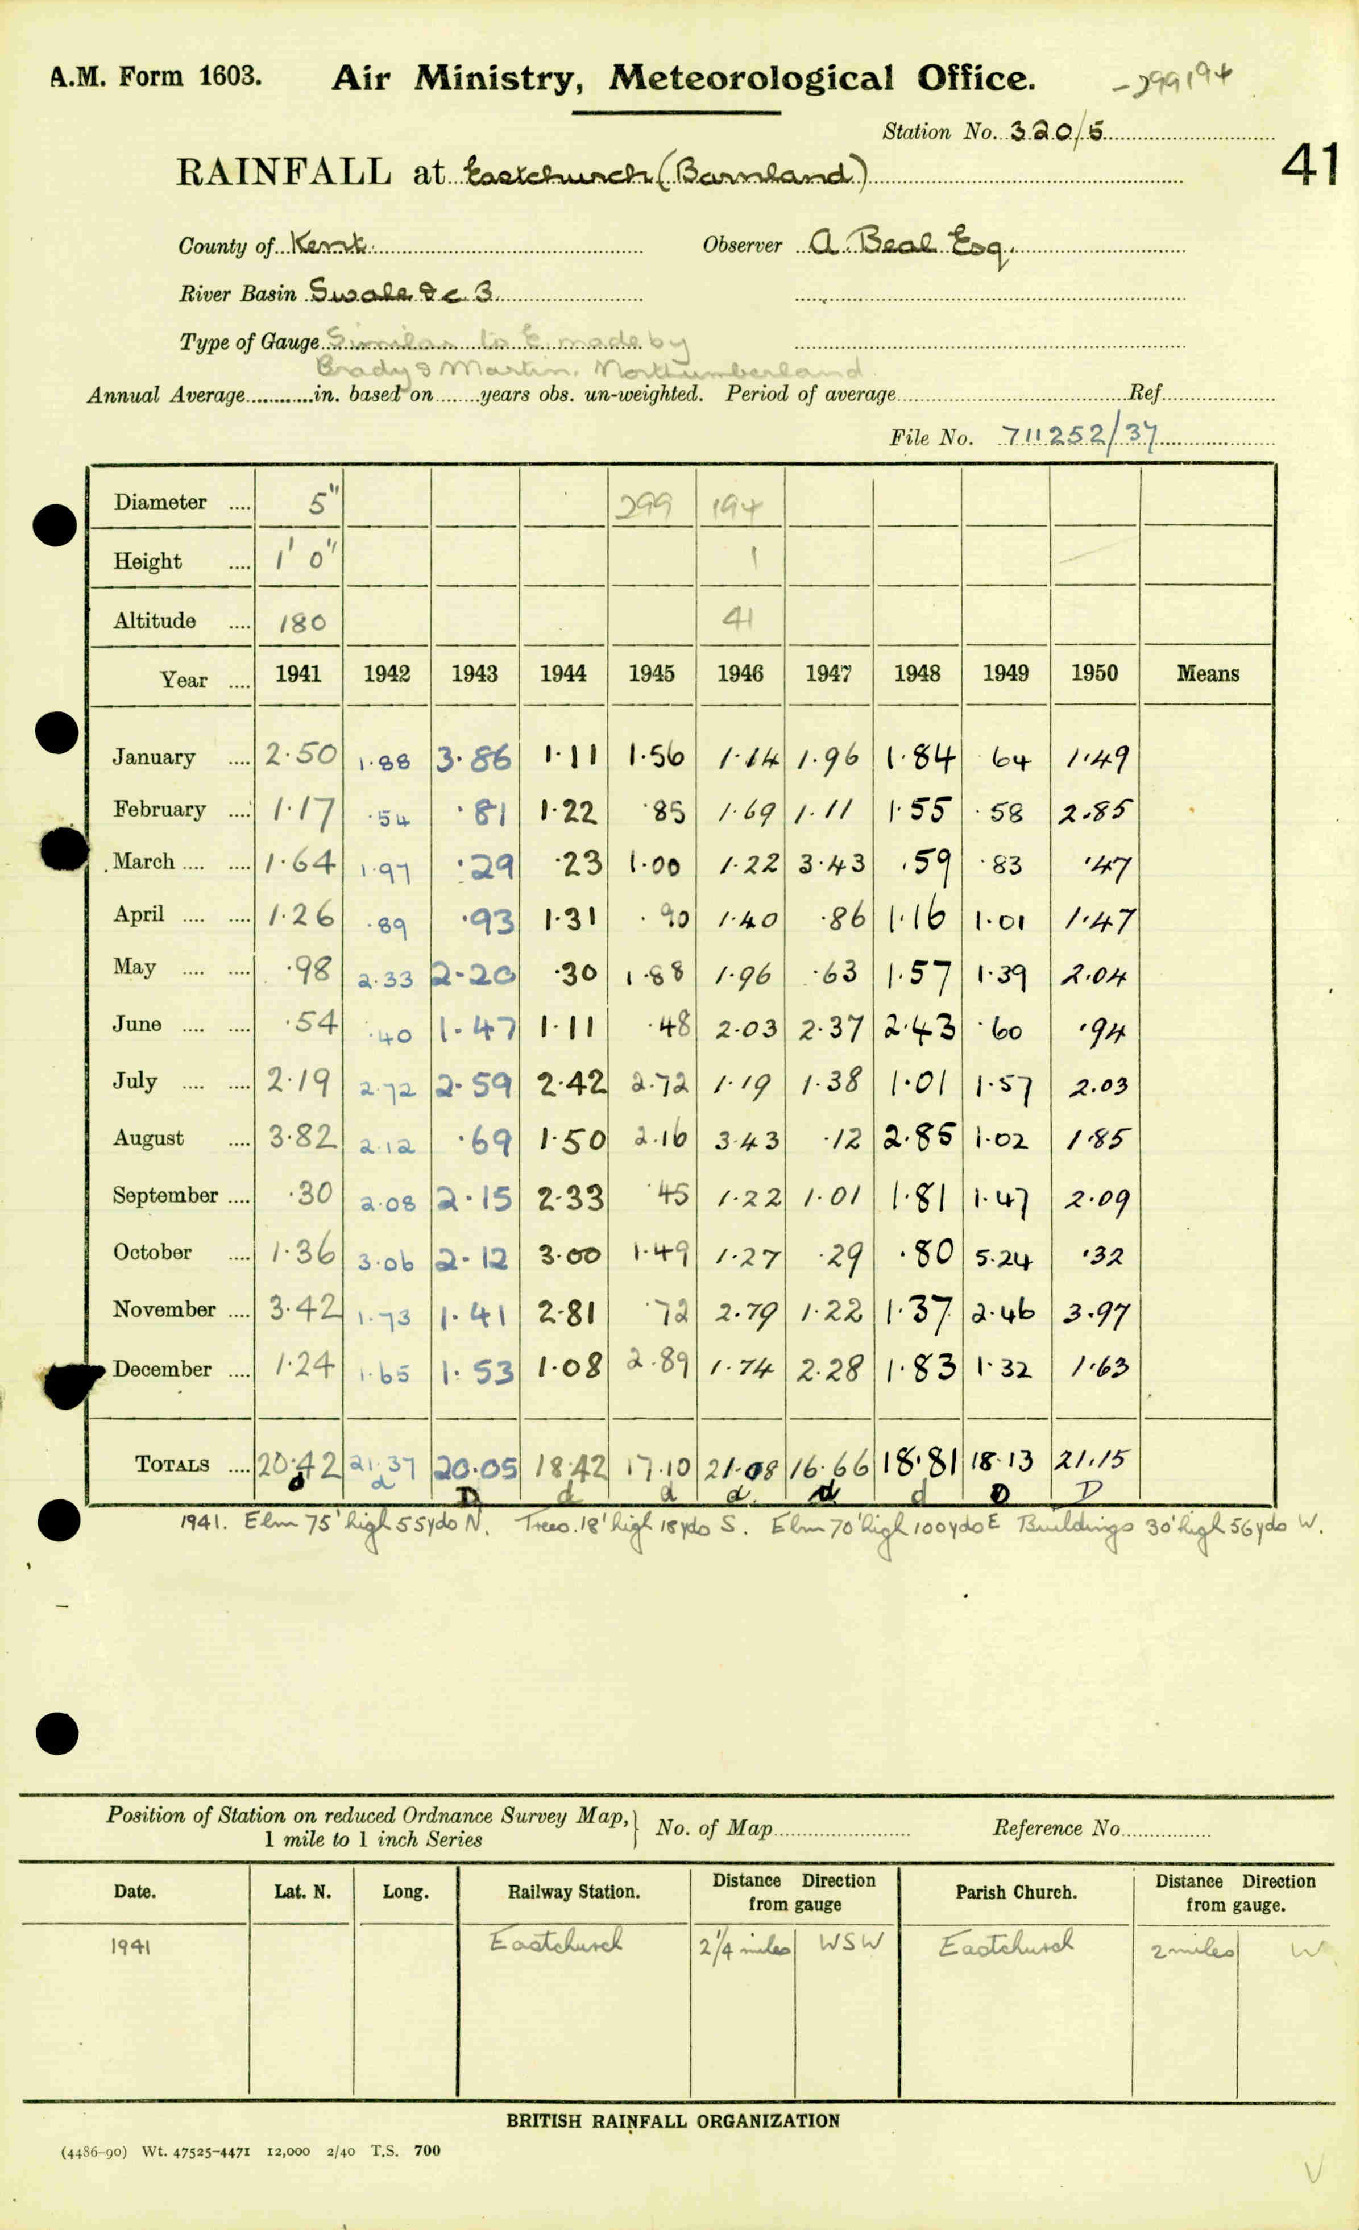 A.M. Form 1603. Air Ministry, Meteorological Office. -299194
Station No. 320/5
41
RAINFALL at Eastchurch (Barnland)
County of Kent. Observer A. Beal Esq.
River Basin Swale &c 3.
Type of Gauge Similar to E. made by
Brady & Martin, Northumberland.
Annual Average............in. based on........years obs. un-weighted. Period of average........Ref........
File No. 711252/37
Diameter .... 5" 299 194
Height .... 1' 0" 1
Altitude .... 180 41
Year .... 1941 1942 1943 1944 1945 1946 1947 1948 1949 1950 Means
January .... 2.50 1.88 3.86 1.11 1.56 1.14 1.96 1.84 .64 1.49
February .... 1.17 .54 .81 1.22 .85 1.69 1.11 1.55 .58 2.85
March .... .... 1.64 1.97 .29 .23 1.00 1.22 3.43 .59 .83 .47
April .... .... 1.26 .89 .93 1.31 .90 1.40 .86 1.16 1.01 1.47
May .... .... .98 2.33 2.20 .30 1.88 1.96 .63 1.57 1.39 2.04
June .... .... .54 .40 1.47 1.11 .48 2.03 2.37 2.43 .60 .94
July .... .... 2.19 2.72 2.59 2.42 2.72 1.19 1.38 1.01 1.57 2.03
August .... 3.82 2.12 .69 1.50 2.16 3.43 .12 2.85 1.02 1.85
September .... .30 2.08 2.15 2.33 .45 1.22 1.01 1.81 1.47 2.09
October .... 1.36 3.06 2.12 3.00 1.49 1.27 .29 .80 5.24 .32
November .... 3.42 1.73 1.41 2.81 .72 2.79 1.22 1.37 2.46 3.97
December .... 1.24 1.65 1.53 1.08 2.89 1.74 2.28 1.83 1.32 1.63
TOTALS .... 20.42 21.37 20.05 18.42 17.10 21.08 16.66 18.81 18.13 21.15
d d D d d d d d D D
1941. Elm 75' high 55yds N. Trees. 18' high 18yds S. Elm 70' high 100yds E Buildings 30' high 56yds W.
Position of Station on reduced Ordnance Survey Map, } No. of Map........ Reference No........
1 mile to 1 inch Series
Date. Lat. N. Long. Railway Station. Distance from gauge Direction Parish Church. Distance from gauge. Direction
1941 Eastchurch 2¼ miles WSW Eastchurch 2 miles W
BRITISH RAINFALL ORGANIZATION
(4486-90) Wt. 47525-4471 12,000 2/40 T.S. 700
V